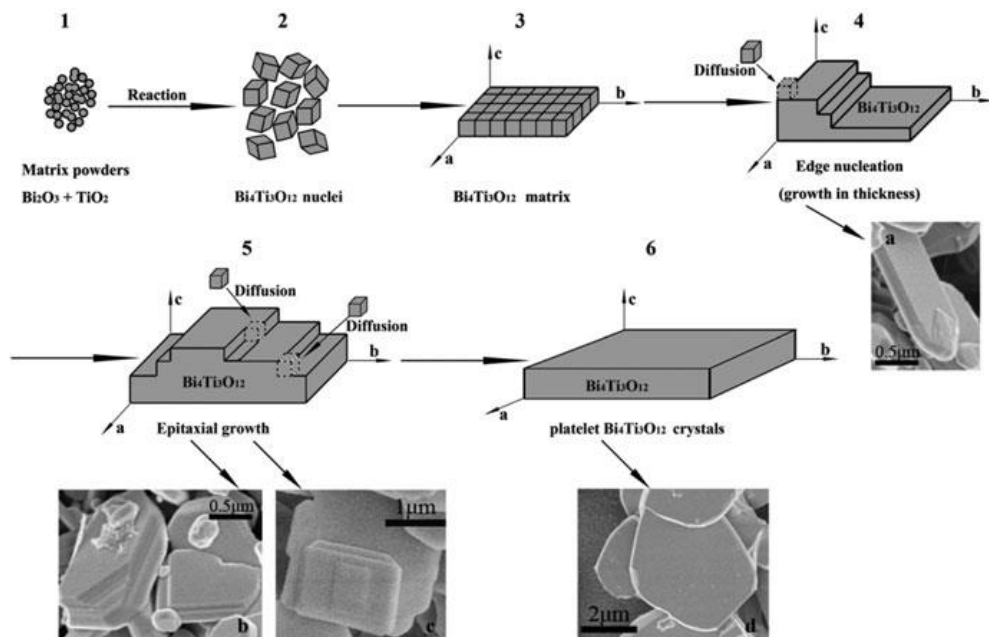 1
2
3
4
Reaction
Matrix powders
Bi₂O₃ + TiO₂
Bi₄Ti₃O₁₂ nuclei
c
b
a
Bi₄Ti₃O₁₂ matrix
c
Diffusion
Bi₄Ti₃O₁₂
b
a
Edge nucleation
(growth in thickness)
a
0.5μm
5
6
c
Diffusion
Diffusion
b
Bi₄Ti₃O₁₂
a
Epitaxial growth
c
b
Bi₄Ti₃O₁₂
a
platelet Bi₄Ti₃O₁₂ crystals
0.5μm
b
1μm
c
2μm
d